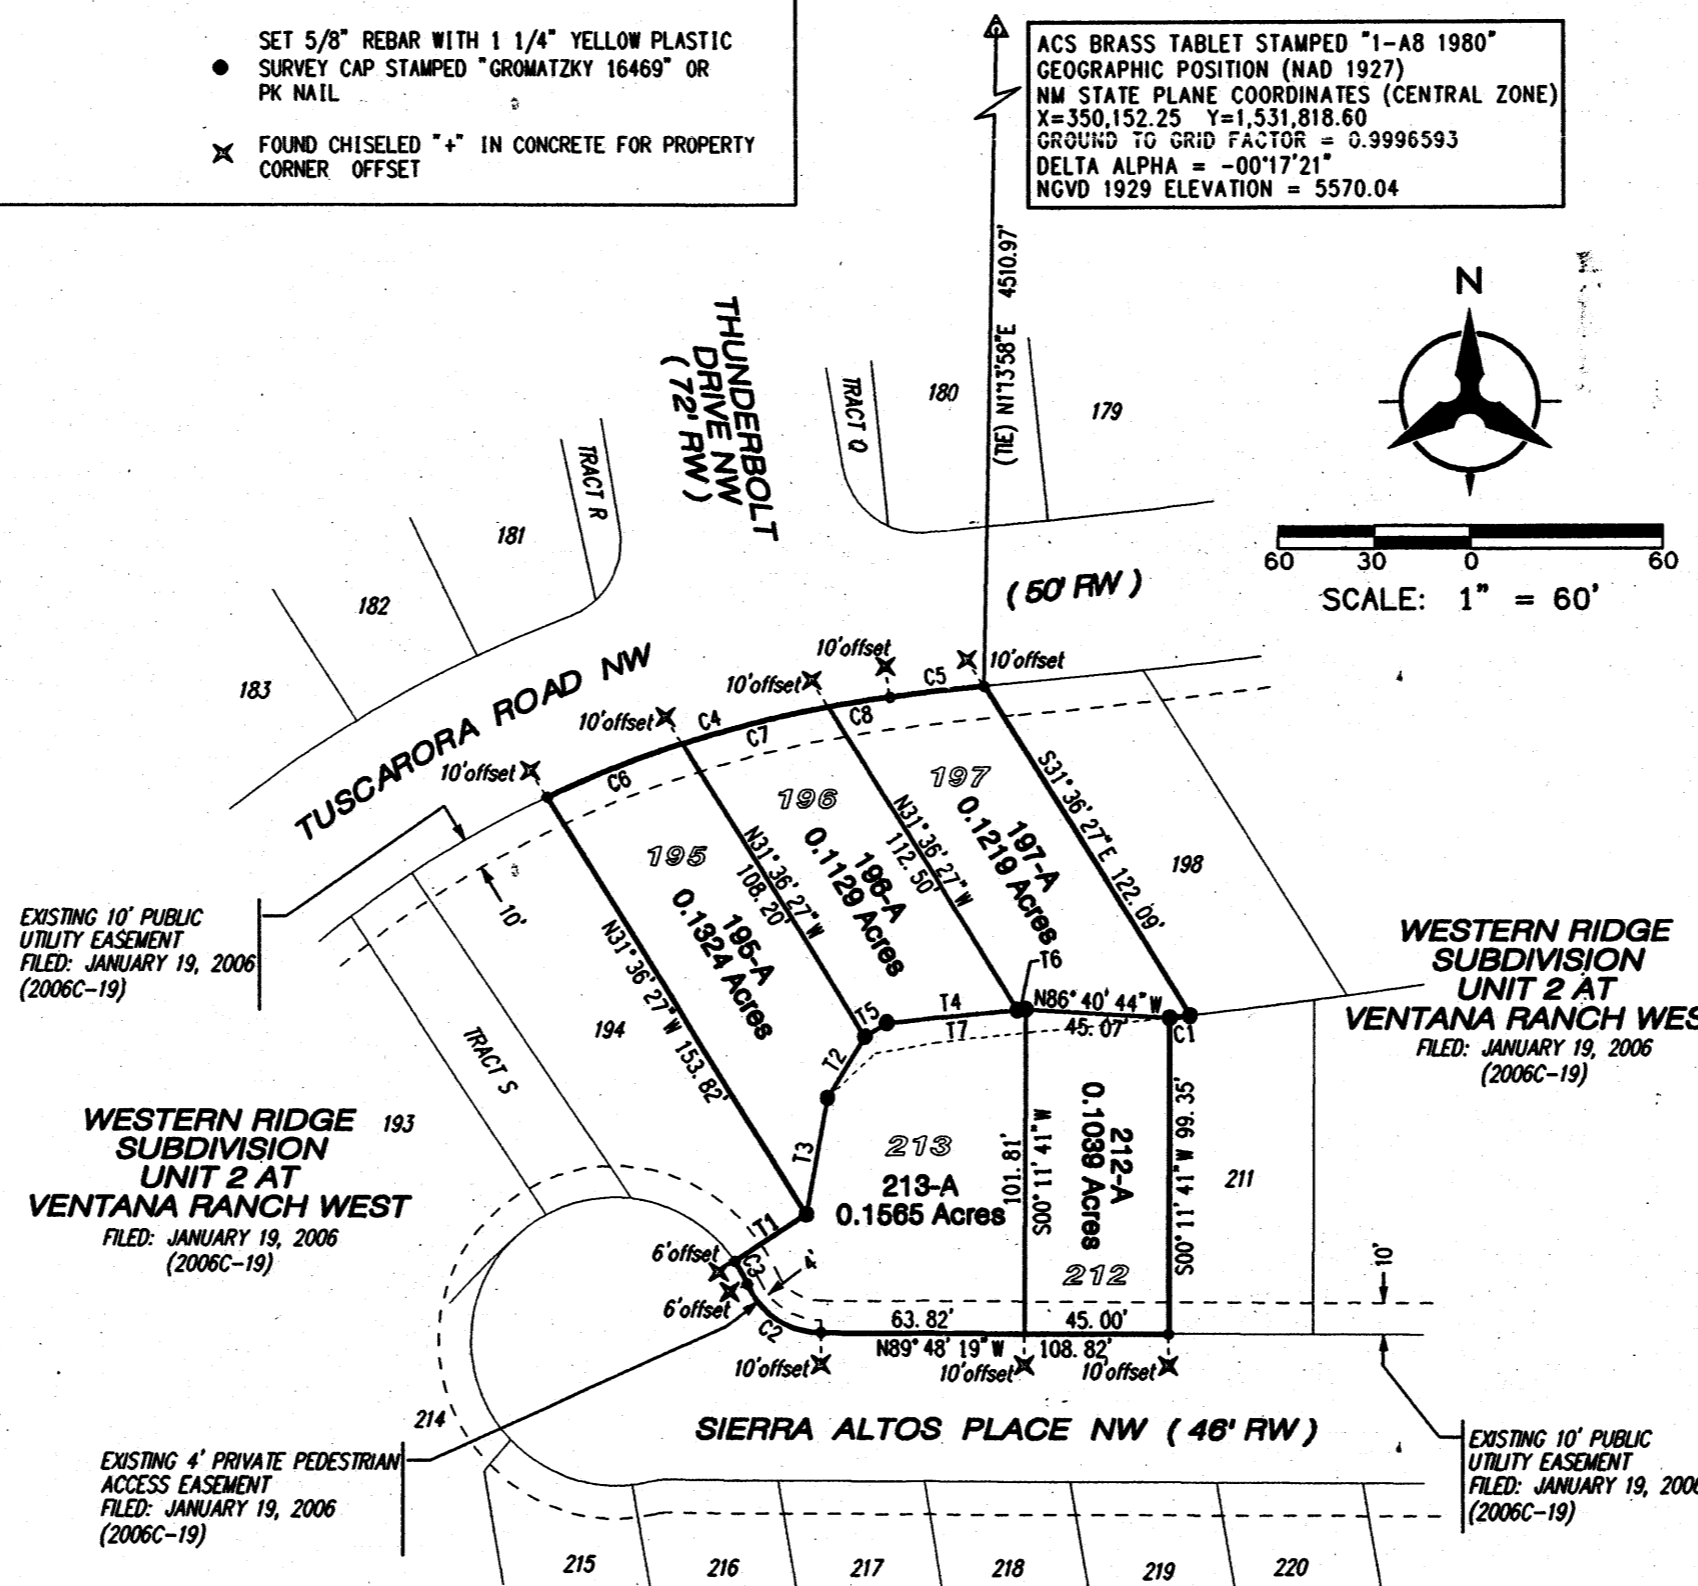 SET 5/8" REBAR WITH 1 1/4" YELLOW PLASTIC
SURVEY CAP STAMPED "GROMATZKY 16469" OR
PK NAIL
FOUND CHISELED "+" IN CONCRETE FOR PROPERTY
CORNER OFFSET
ACS BRASS TABLET STAMPED "1-A8 1980"
GEOGRAPHIC POSITION (NAD 1927)
NM STATE PLANE COORDINATES (CENTRAL ZONE)
X=350,152.25 Y=1,531,818.60
GROUND TO GRID FACTOR = 0.9996593
DELTA ALPHA = -00°17'21"
NGVD 1929 ELEVATION = 5570.04
(TIE) N1°13'58"E 4510.97'
N
60 30 0 60
SCALE: 1" = 60'
THUNDERBOLT
DRIVE NW
(72' RW)
TRACT Q
180
179
TRACT R
181
182
183
(50' RW)
TUSCARORA ROAD NW
10'offset
10'offset
10'offset
10'offset
10'offset
C5
C8
C4
C7
C6
195
196
197
195-A
0.1324 Acres
196-A
0.1129 Acres
197-A
0.1219 Acres
N31°36'27"W 153.82'
N31°36'27"W
108.20'
N31°36'27"W
112.50'
S31°36'27"E 122.09'
198
EXISTING 10' PUBLIC
UTILITY EASEMENT
FILED: JANUARY 19, 2006
(2006C-19)
10'
TRACT S
194
WESTERN RIDGE
SUBDIVISION
UNIT 2 AT
VENTANA RANCH WES
FILED: JANUARY 19, 2006
(2006C-19)
T6
N86°40'44"W
45.07'
C1
T5
T4
T7
T2
T3
T1
WESTERN RIDGE
SUBDIVISION
UNIT 2 AT
VENTANA RANCH WEST
FILED: JANUARY 19, 2006
(2006C-19)
193
213
213-A
0.1565 Acres
101.81'
S00°11'41"W
212-A
0.1039 Acres
212
S00°11'41"W 99.35'
211
10'
6'offset
6'offset
C3
C2
4'
63.82'
45.00'
N89°48'19"W 108.82'
10'offset
10'offset
10'offset
214
SIERRA ALTOS PLACE NW (46' RW)
EXISTING 4' PRIVATE PEDESTRIAN
ACCESS EASEMENT
FILED: JANUARY 19, 2006
(2006C-19)
EXISTING 10' PUBLIC
UTILITY EASEMENT
FILED: JANUARY 19, 2006
(2006C-19)
215
216
217
218
219
220